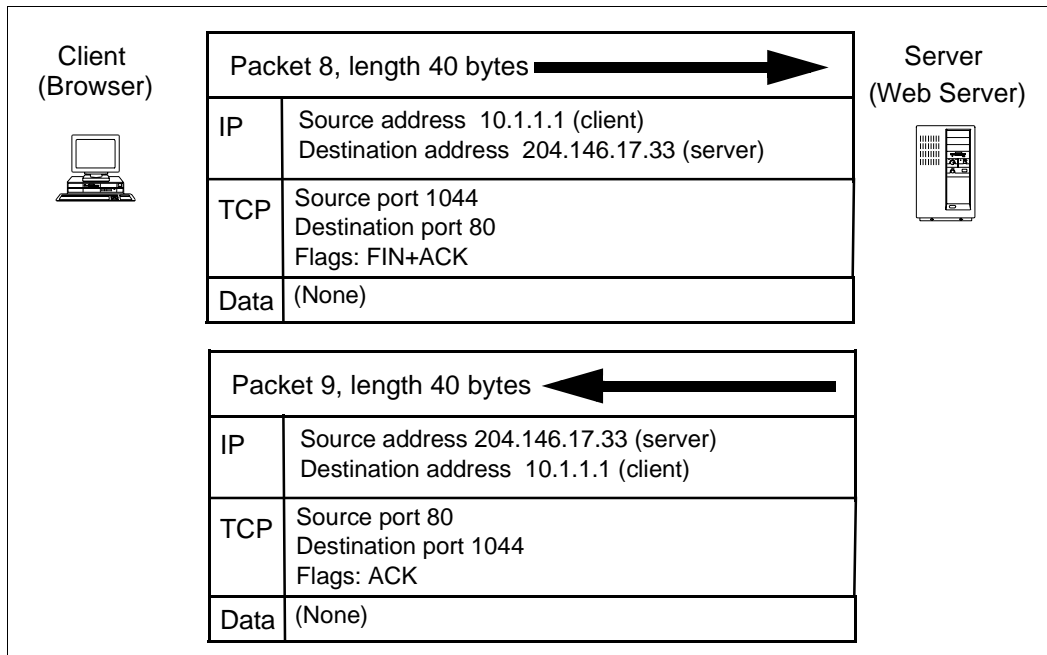 Client
(Browser)
Server
(Web Server)
Packet 8, length 40 bytes
IP
Source address 10.1.1.1 (client)
Destination address 204.146.17.33 (server)
TCP
Source port 1044
Destination port 80
Flags: FIN+ACK
Data
(None)
Packet 9, length 40 bytes
IP
Source address 204.146.17.33 (server)
Destination address 10.1.1.1 (client)
TCP
Source port 80
Destination port 1044
Flags: ACK
Data
(None)